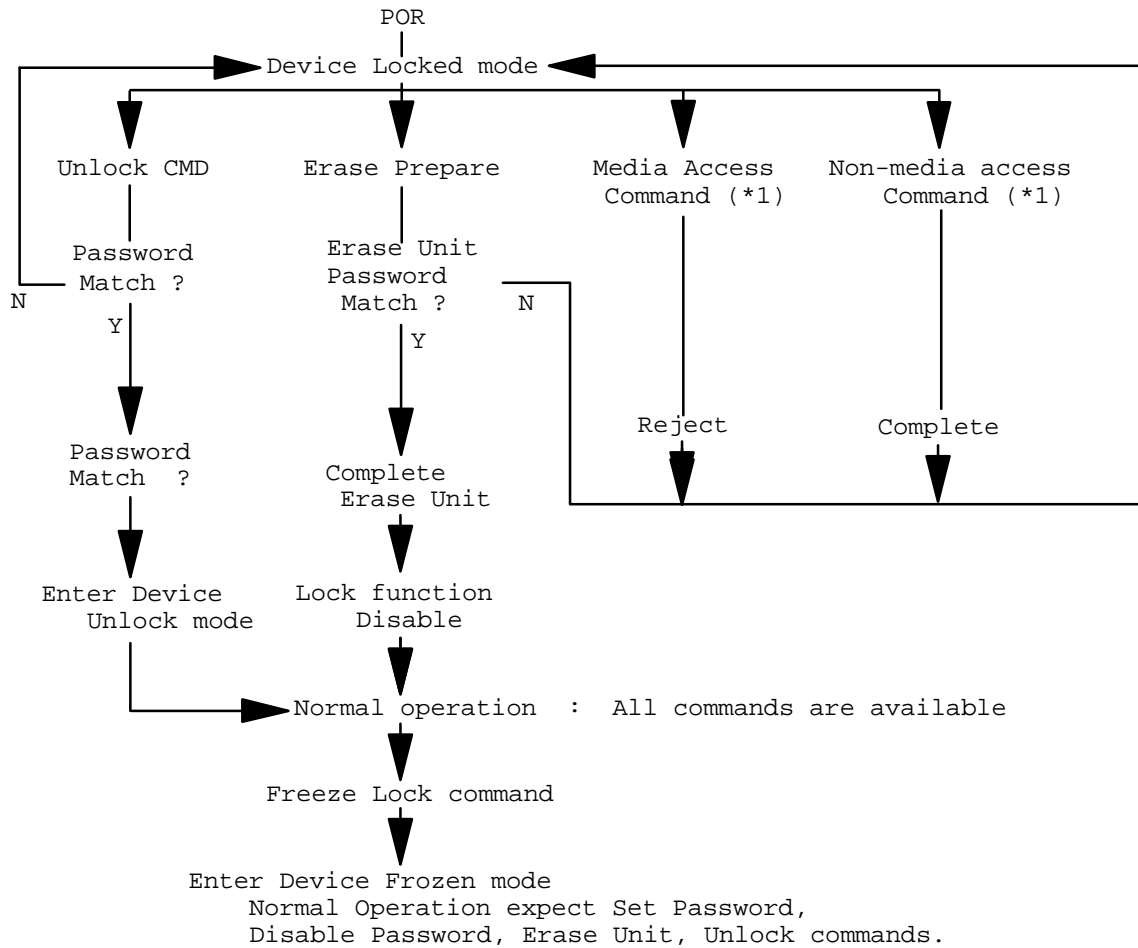 POR
Device Locked mode
Unlock CMD
Erase Prepare
Media Access
Command (*1)
Non-media access
Command (*1)
Password
Match ?
N
Y
Erase Unit
Password
Match ?
N
Y
Reject
Complete
Password
Match ?
Complete
Erase Unit
Enter Device
Unlock mode
Lock function
Disable
Normal operation : All commands are available
Freeze Lock command
Enter Device Frozen mode
Normal Operation expect Set Password,
Disable Password, Erase Unit, Unlock commands.